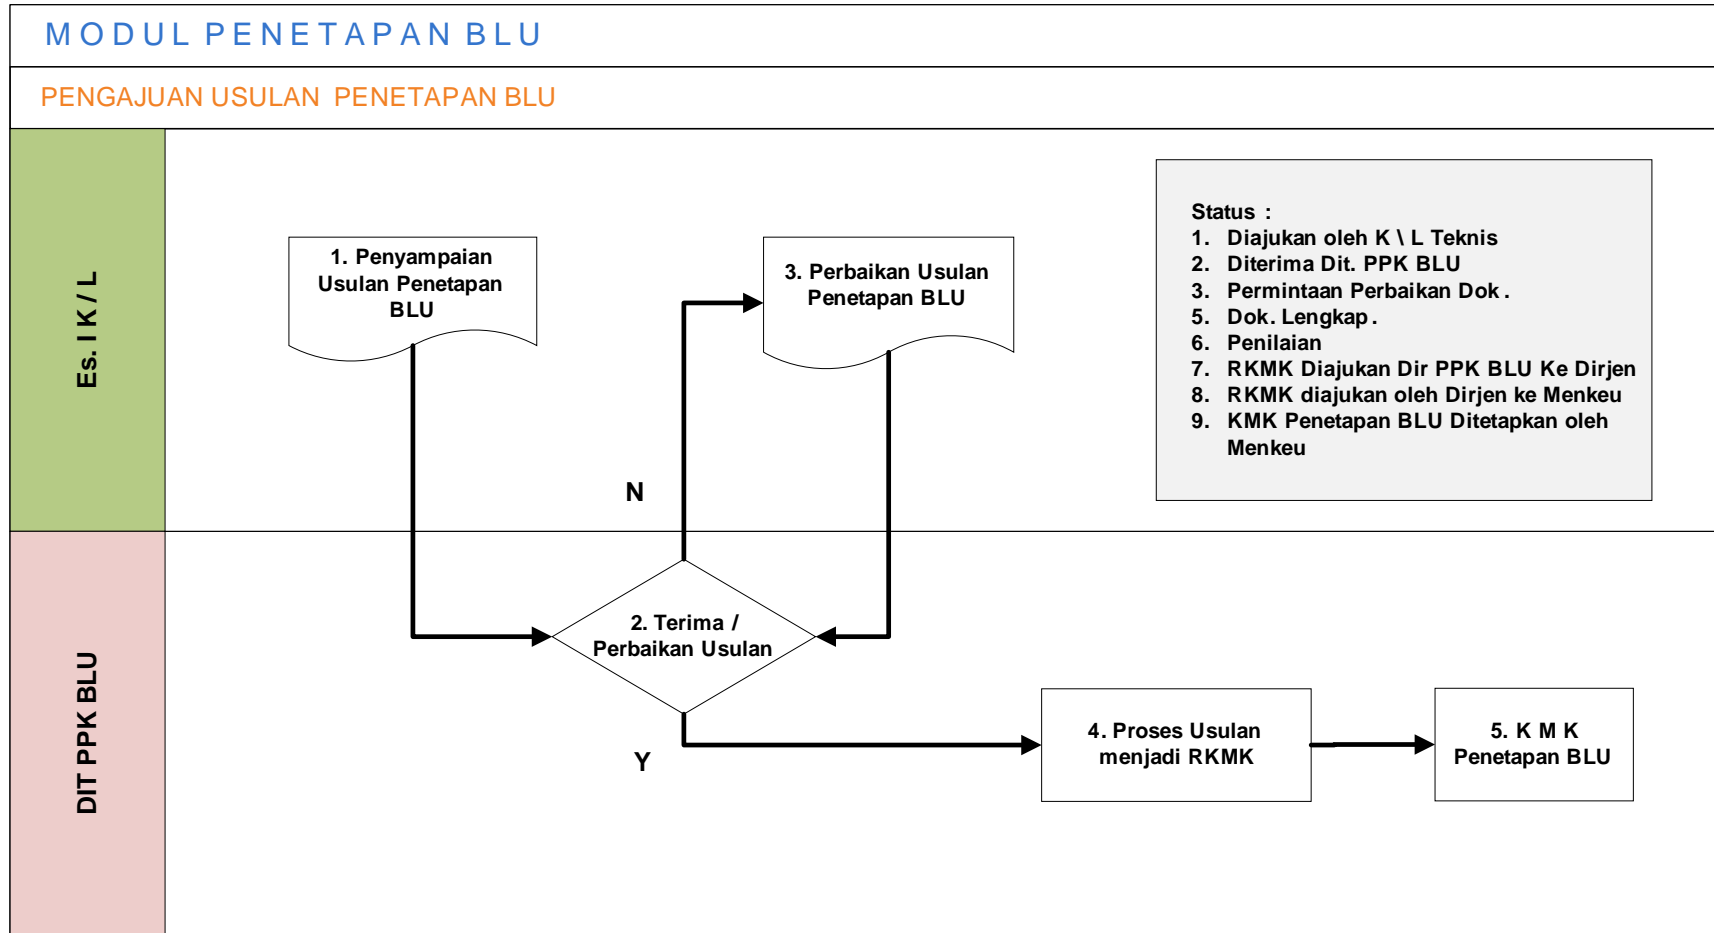 MODUL PENETAPAN BLU
PENGAJUAN USULAN PENETAPAN BLU
Es. I K / L
1. Penyampaian
Usulan Penetapan
BLU
3. Perbaikan Usulan
Penetapan BLU
Status :
1. Diajukan oleh K \ L Teknis
2. Diterima Dit. PPK BLU
3. Permintaan Perbaikan Dok.
5. Dok. Lengkap.
6. Penilaian
7. RKMK Diajukan Dir PPK BLU Ke Dirjen
8. RKMK diajukan oleh Dirjen ke Menkeu
9. KMK Penetapan BLU Ditetapkan oleh
Menkeu
N
DIT PPK BLU
2. Terima /
Perbaikan Usulan
Y
4. Proses Usulan
menjadi RKMK
5. K M K
Penetapan BLU